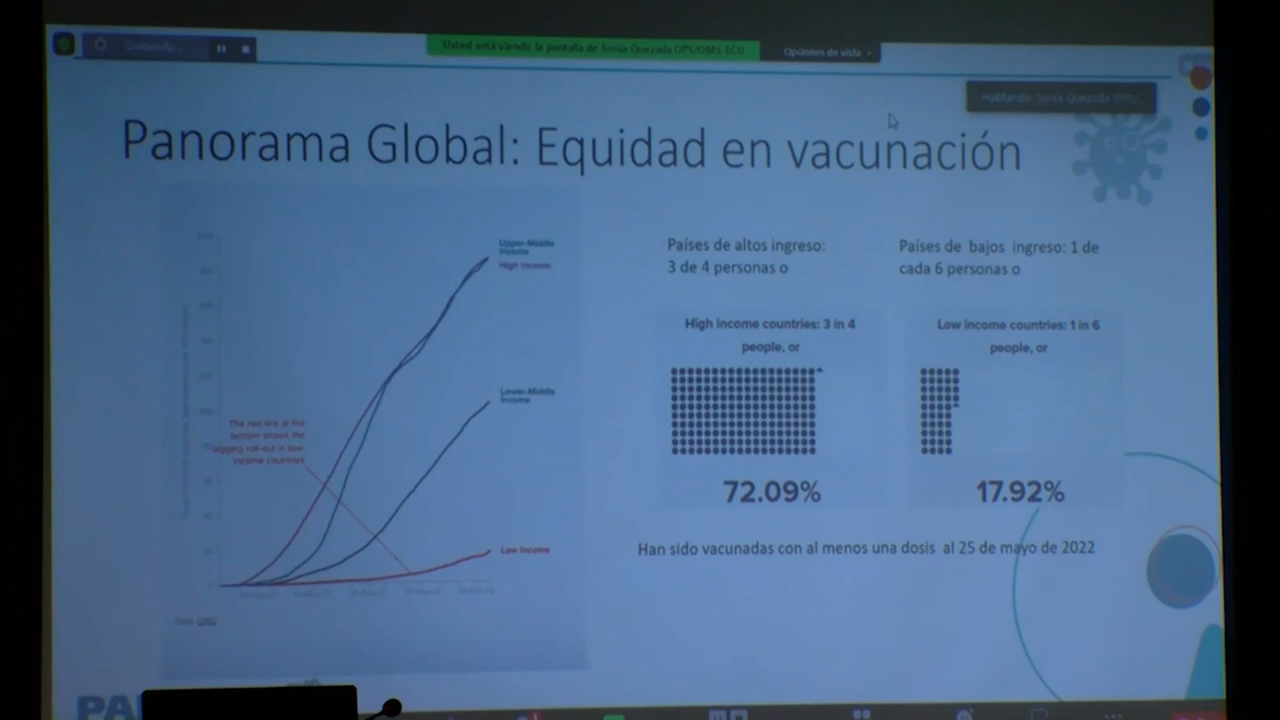 Grabando...
Usted está viendo la pantalla de Sonia Quezada OPS/OMS ECU
Opciones de vista
Hablando: Sonia Quezada OPS/...
Panorama Global: Equidad en vacunación
Upper-Middle
Income
High Income
Lower-Middle
Income
The red line at the
bottom shows the
lagging roll-out in low-
income countries
Low Income
Países de altos ingreso:
3 de 4 personas o
Países de bajos ingreso: 1 de
cada 6 personas o
High income countries: 3 in 4
people, or
Low income countries: 1 in 6
people, or
72.09%
17.92%
Han sido vacunadas con al menos una dosis al 25 de mayo de 2022